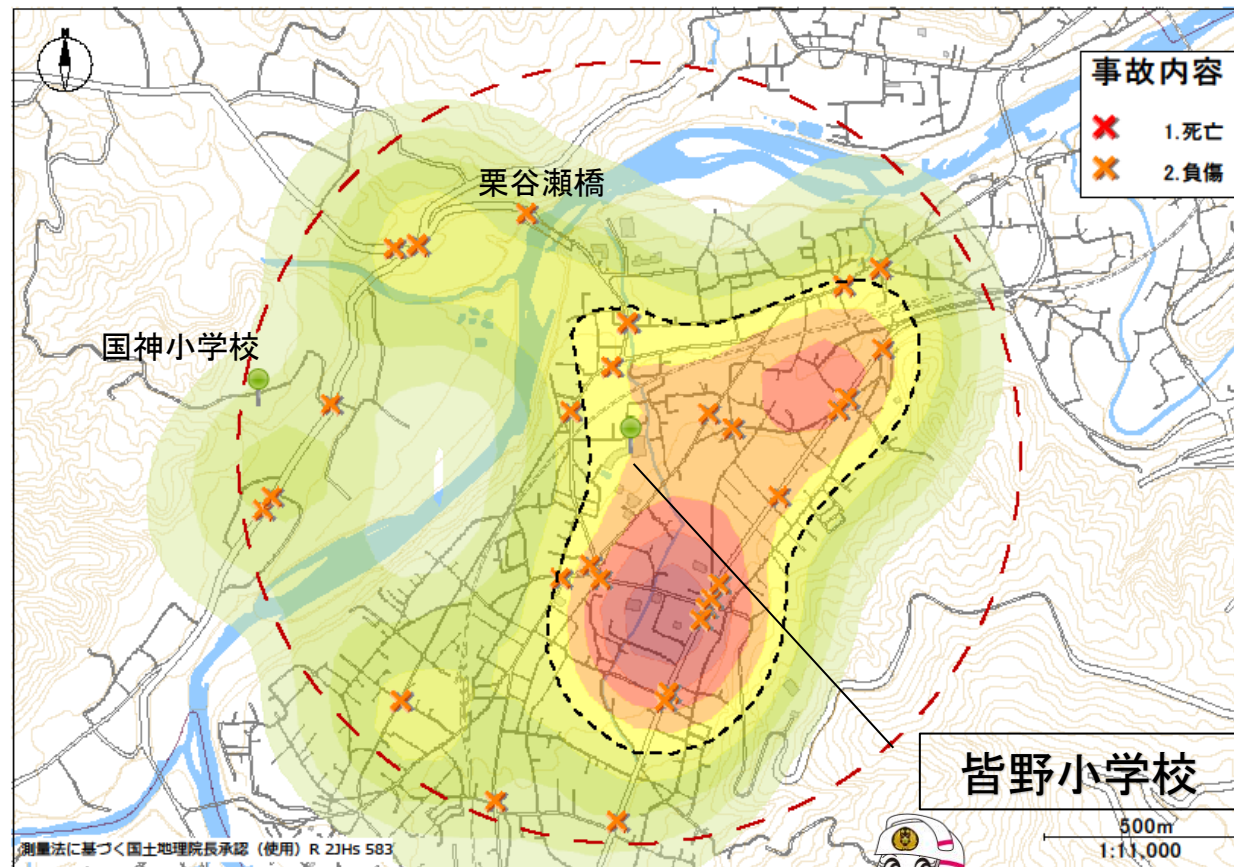 N
事故内容
1.死亡
2.負傷
栗谷瀬橋
国神小学校
皆野小学校
500m
1:11,000
測量法に基づく国土地理院長承認（使用）R 2JHs 583